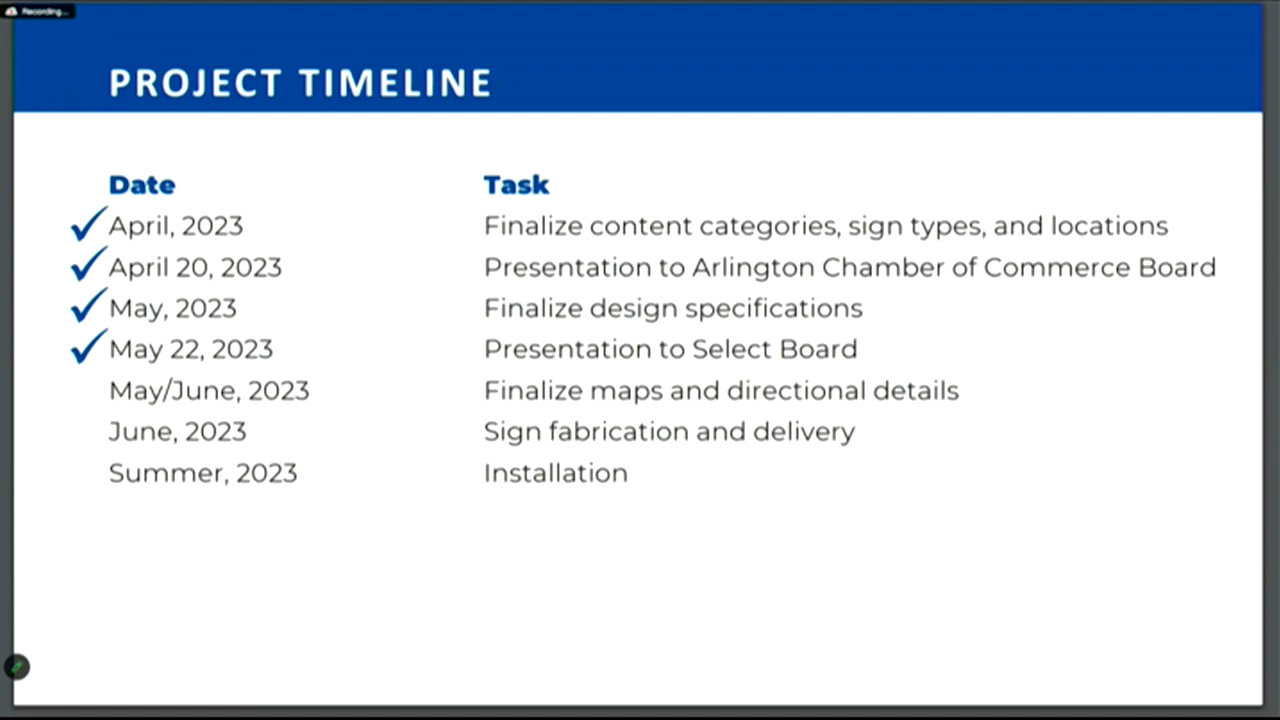 Recording...
PROJECT TIMELINE
Date Task
April, 2023 Finalize content categories, sign types, and locations
April 20, 2023 Presentation to Arlington Chamber of Commerce Board
May, 2023 Finalize design specifications
May 22, 2023 Presentation to Select Board
May/June, 2023 Finalize maps and directional details
June, 2023 Sign fabrication and delivery
Summer, 2023 Installation